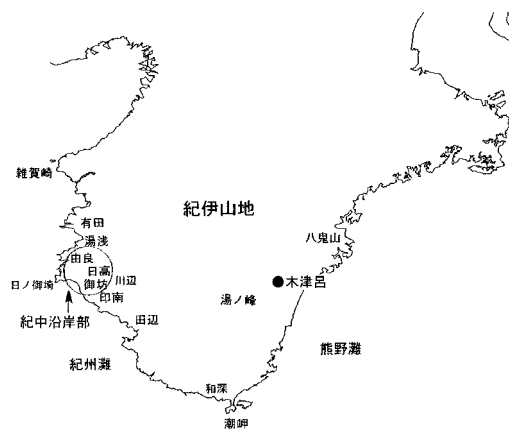 雑賀崎
有田
紀伊山地
湯浅
八鬼山
由良
日高
日ノ御埼
御坊
川辺
木津呂
印南
湯ノ峰
紀中沿岸部
田辺
熊野灘
紀州灘
和深
潮岬